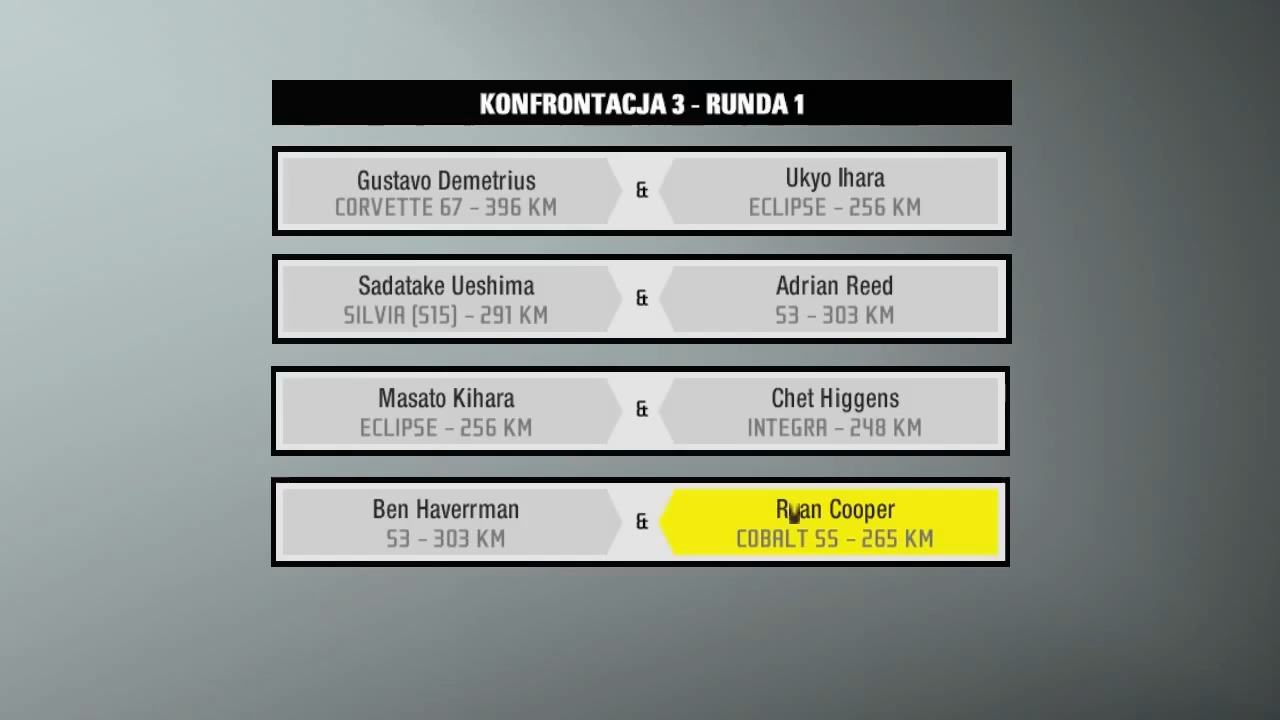 KONFRONTACJA 3 - RUNDA 1
Gustavo Demetrius
CORVETTE 67 - 396 KM
&
Ukyo Ihara
ECLIPSE - 256 KM
Sadatake Ueshima
SILVIA (S15) - 291 KM
&
Adrian Reed
S3 - 303 KM
Masato Kihara
ECLIPSE - 256 KM
&
Chet Higgens
INTEGRA - 248 KM
Ben Haverrman
S3 - 303 KM
&
Ryan Cooper
COBALT SS - 265 KM